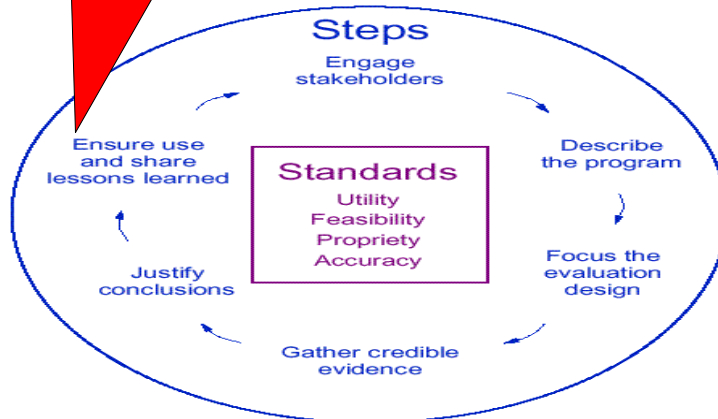 Steps
Engage
stakeholders
Describe
the program
Focus the
evaluation
design
Gather credible
evidence
Justify
conclusions
Ensure use
and share
lessons learned
Standards
Utility
Feasibility
Propriety
Accuracy